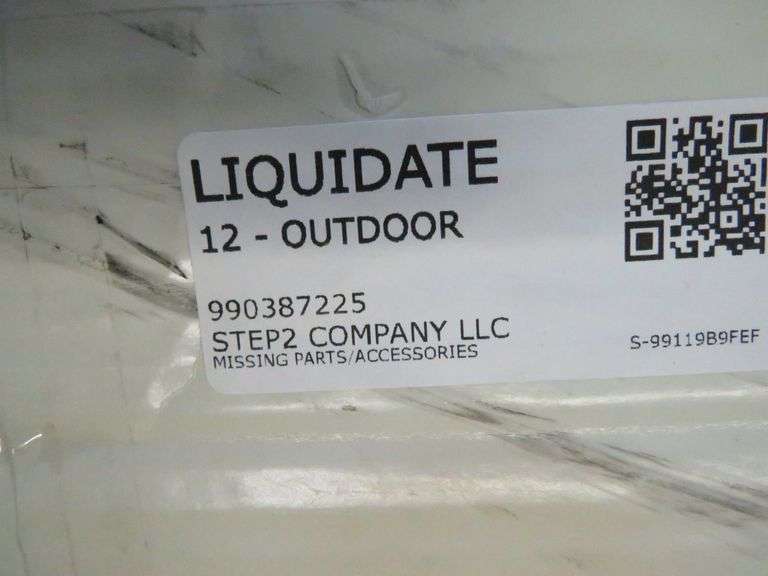 LIQUIDATE
12 - OUTDOOR
990387225
STEP2 COMPANY LLC
MISSING PARTS/ACCESSORIES
S-99119B9FEF